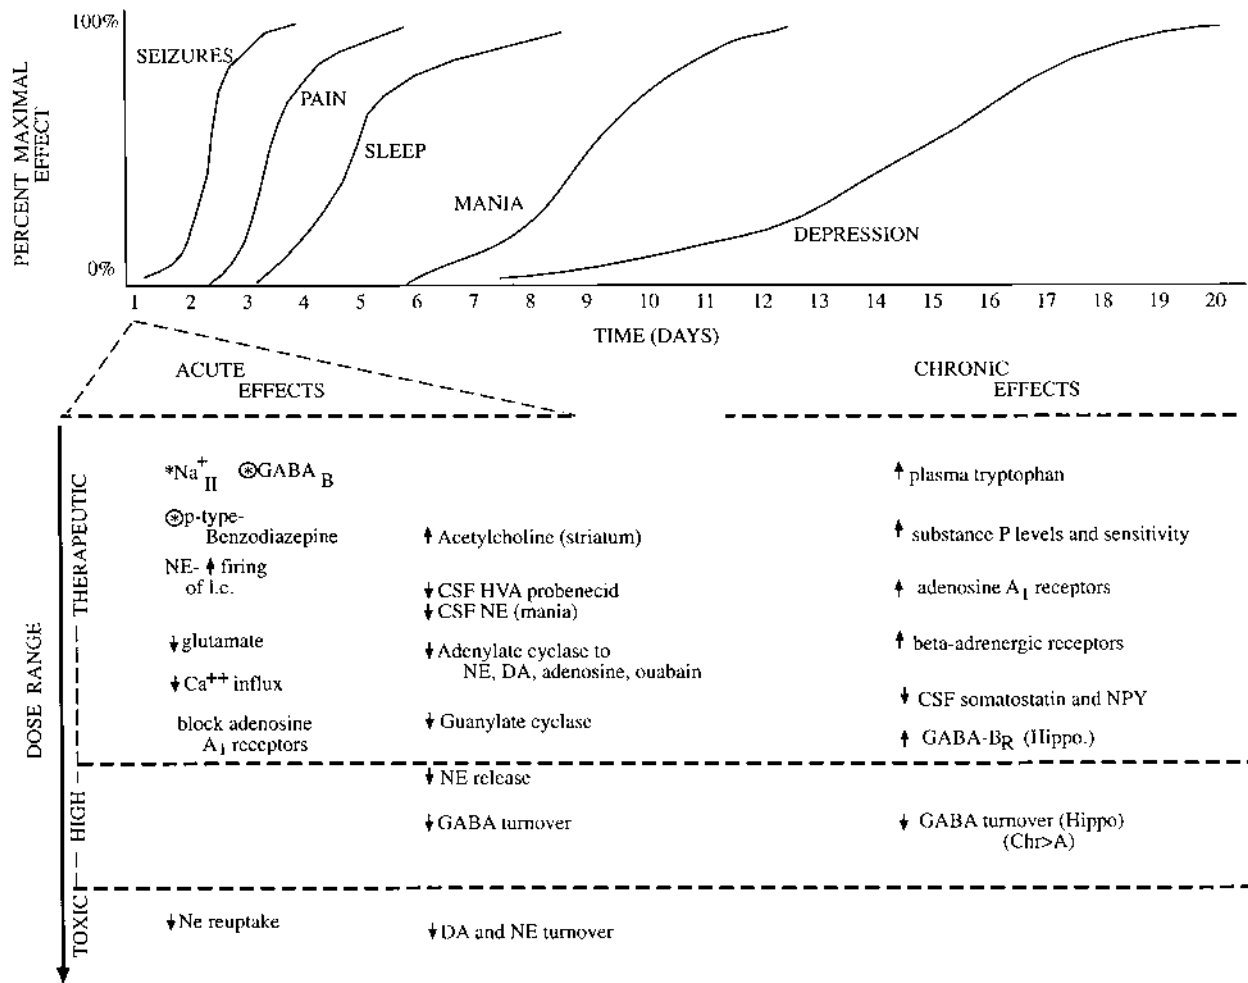 100%
SEIZURES
PAIN
SLEEP
MANIA
DEPRESSION
PERCENT MAXIMAL
EFFECT
0%
1 2 3 4 5 6 7 8 9 10 11 12 13 14 15 16 17 18 19 20
TIME (DAYS)
ACUTE
EFFECTS
CHRONIC
EFFECTS
DOSE RANGE
THERAPEUTIC
*Na+ II ⊛GABA B
⊛p-type-
Benzodiazepine
NE- ↑ firing
of l.c.
↓ glutamate
↓ Ca++ influx
block adenosine
A1 receptors
↑ Acetylcholine (striatum)
↓ CSF HVA probenecid
↓ CSF NE (mania)
↓ Adenylate cyclase to
NE, DA, adenosine, ouabain
↓ Guanylate cyclase
↑ plasma tryptophan
↑ substance P levels and sensitivity
↑ adenosine A1 receptors
↑ beta-adrenergic receptors
↓ CSF somatostatin and NPY
↑ GABA-BR (Hippo.)
HIGH
↓ NE release
↓ GABA turnover
↓ GABA turnover (Hippo)
(Chr>A)
TOXIC
↓ Ne reuptake
↓ DA and NE turnover